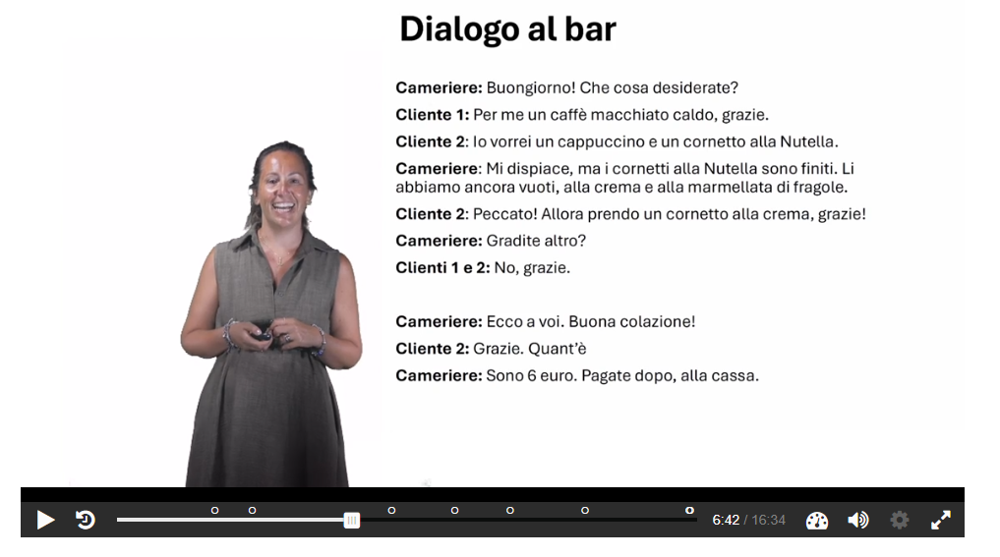 Dialogo al bar
Cameriere: Buongiorno! Che cosa desiderate?
Cliente 1: Per me un caffè macchiato caldo, grazie.
Cliente 2: Io vorrei un cappuccino e un cornetto alla Nutella.
Cameriere: Mi dispiace, ma i cornetti alla Nutella sono finiti. Li
abbiamo ancora vuoti, alla crema e alla marmellata di fragole.
Cliente 2: Peccato! Allora prendo un cornetto alla crema, grazie!
Cameriere: Gradite altro?
Clienti 1 e 2: No, grazie.
Cameriere: Ecco a voi. Buona colazione!
Cliente 2: Grazie. Quant'è
Cameriere: Sono 6 euro. Pagate dopo, alla cassa.
6:42 / 16:34